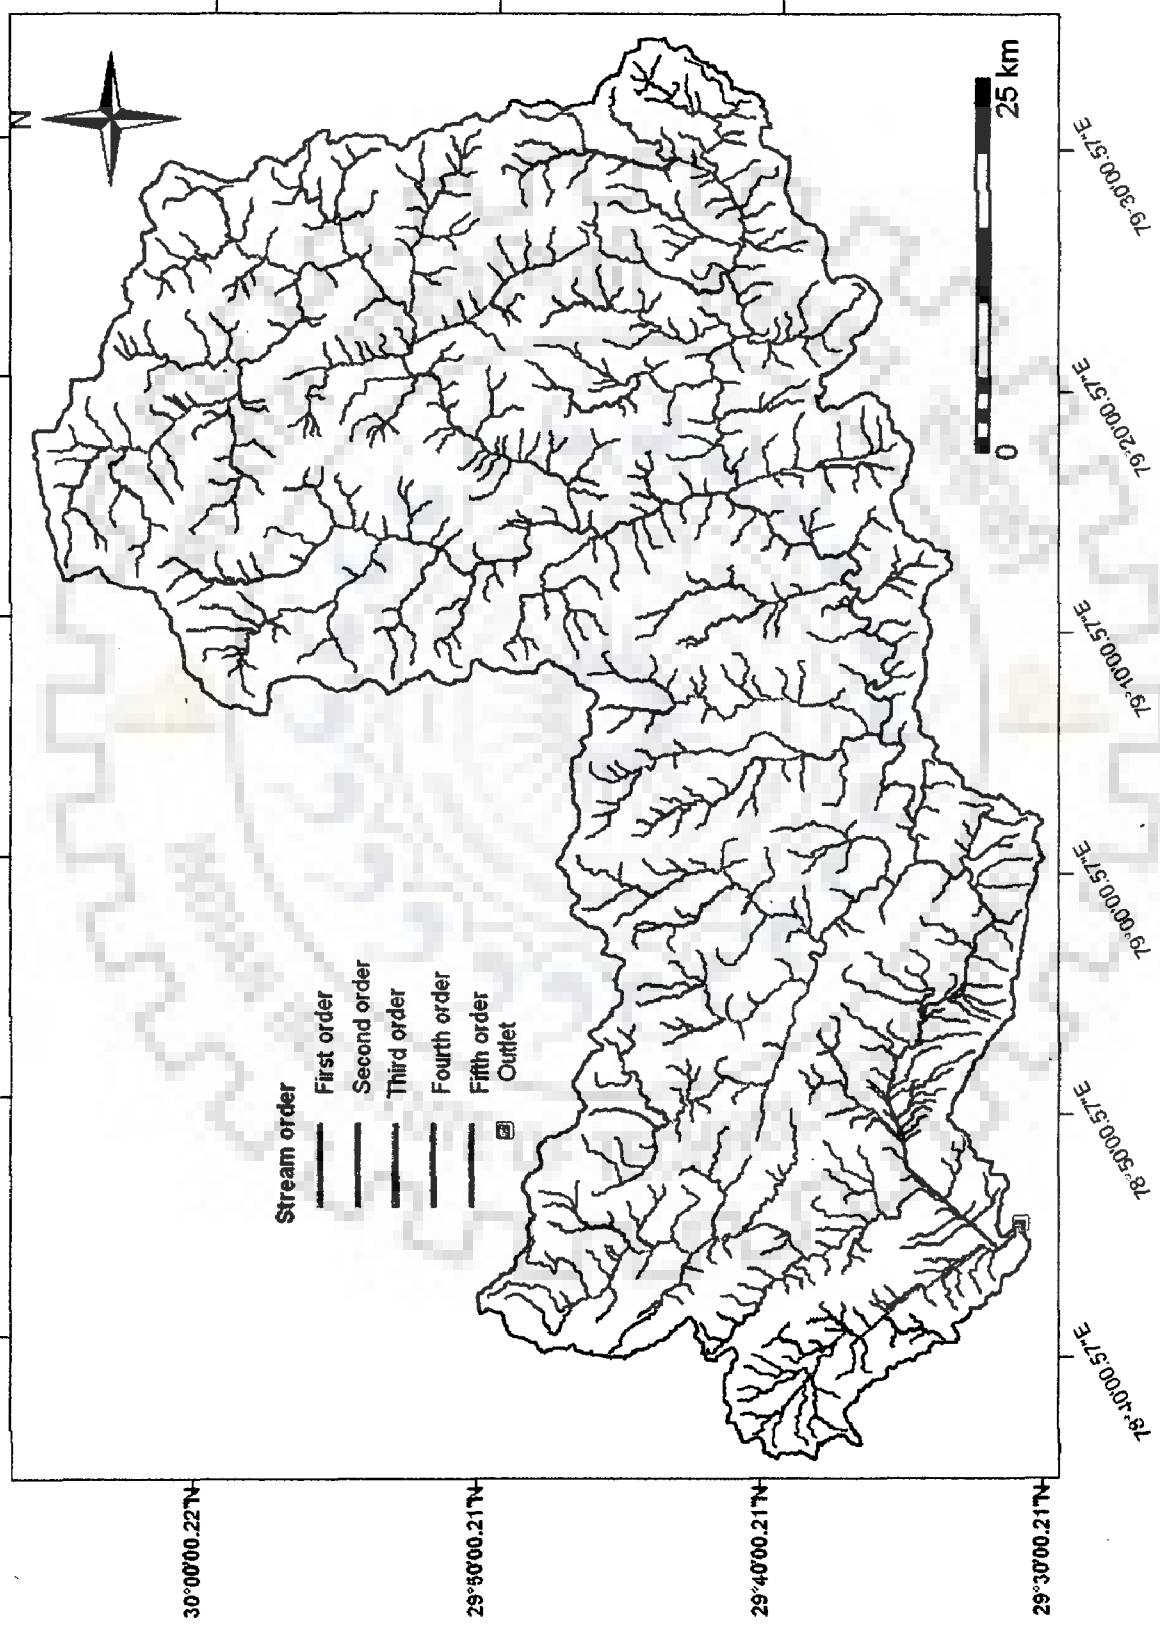 N
Stream order
First order
Second order
Third order
Fourth order
Fifth order
Outlet
0
25 km
30°00'00.22"N
29°50'00.21"N
29°40'00.21"N
29°30'00.21"N
78°40'00.57"E
78°50'00.57"E
79°00'00.57"E
79°10'00.57"E
79°20'00.57"E
79°30'00.57"E